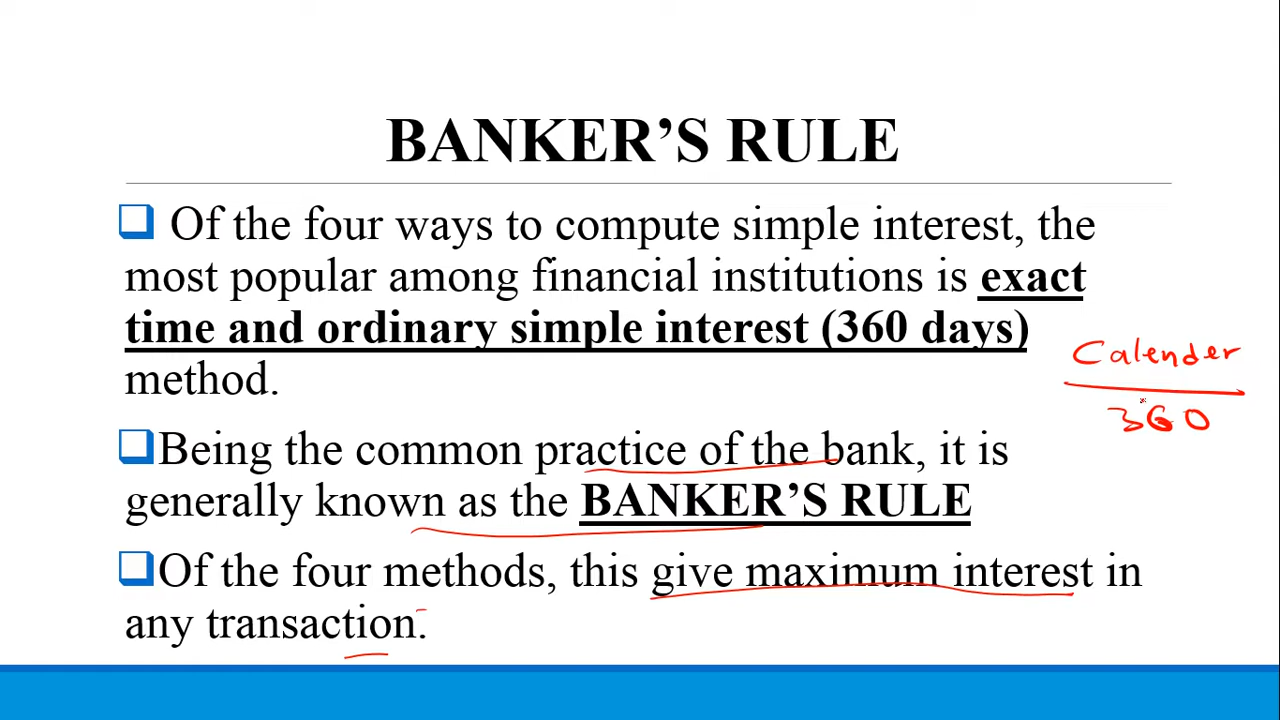 BANKER’S RULE
Of the four ways to compute simple interest, the
most popular among financial institutions is exact
time and ordinary simple interest (360 days)
method.
Calender
360
Being the common practice of the bank, it is
generally known as the BANKER’S RULE
Of the four methods, this give maximum interest in
any transaction.